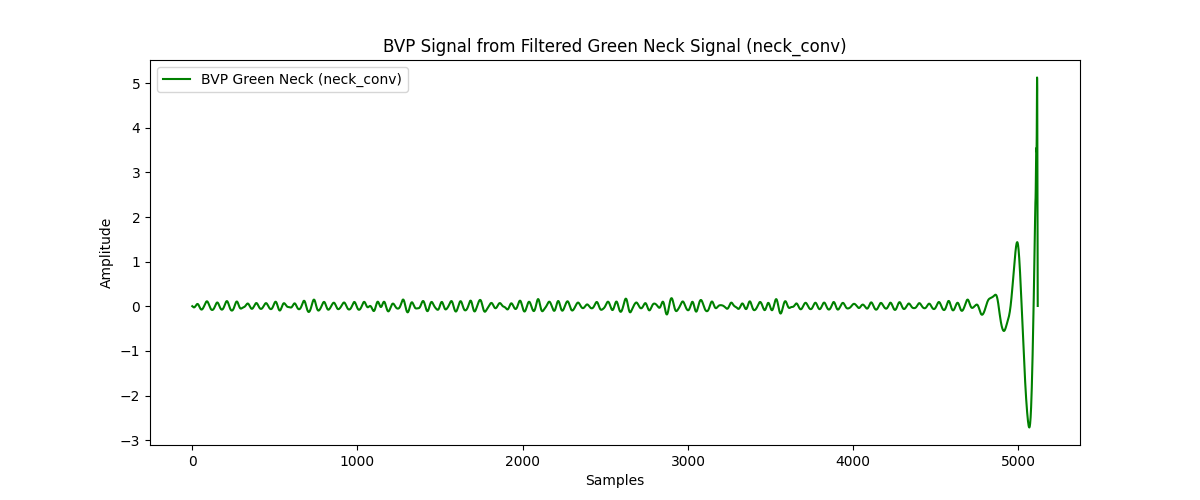 BVP Signal from Filtered Green Neck Signal (neck_conv)
BVP Green Neck (neck_conv)
5
4
3
2
1
0
−1
−2
−3
Amplitude
0 1000 2000 3000 4000 5000
Samples